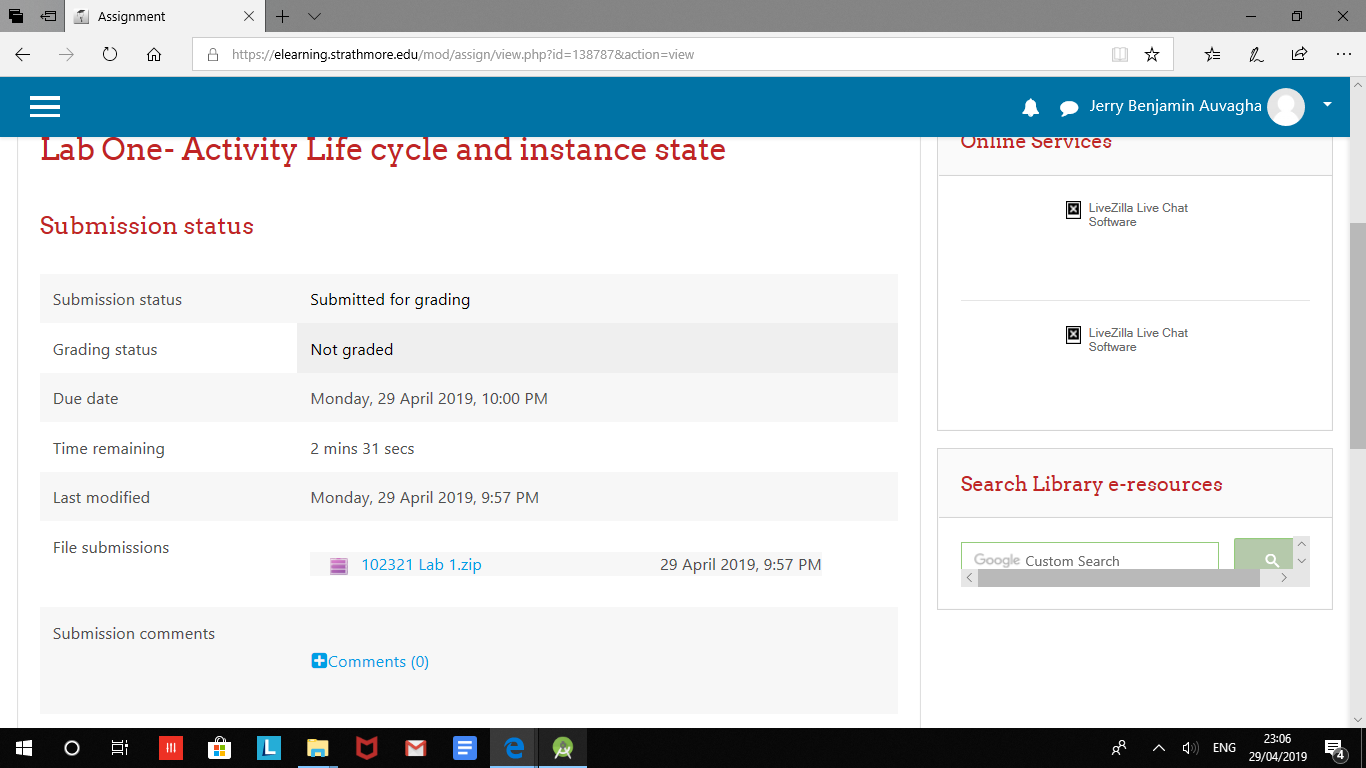 Assignment
https://elearning.strathmore.edu/mod/assign/view.php?id=138787&action=view
Jerry Benjamin Auvagha
Lab One- Activity Life cycle and instance state
Submission status
Submission status Submitted for grading
Grading status Not graded
Due date Monday, 29 April 2019, 10:00 PM
Time remaining 2 mins 31 secs
Last modified Monday, 29 April 2019, 9:57 PM
File submissions 102321 Lab 1.zip 29 April 2019, 9:57 PM
Submission comments
Comments (0)
Online Services
LiveZilla Live Chat
Software
LiveZilla Live Chat
Software
Search Library e-resources
Google Custom Search
L
ENG
23:06
29/04/2019
4